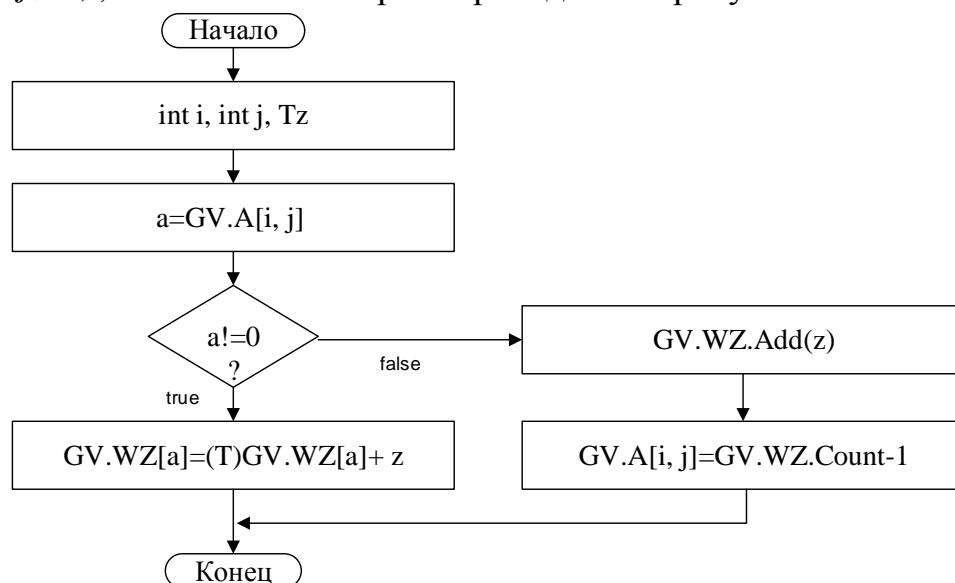 Начало
int i, int j, Tz
a=GV.A[i, j]
a!=0
?
false
true
GV.WZ.Add(z)
GV.WZ[a]=(T)GV.WZ[a]+ z
GV.A[i, j]=GV.WZ.Count-1
Конец